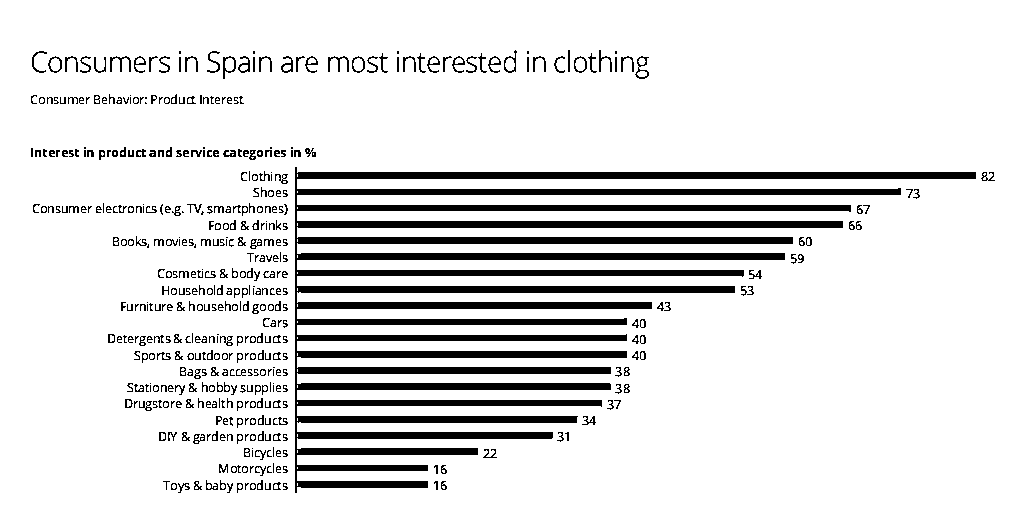 Consumers in Spain are most interested in clothing
Consumer Behavior: Product Interest
Interest in product and service categories in %
Clothing 82
Shoes 73
Consumer electronics (e.g. TV, smartphones) 67
Food & drinks 66
Books, movies, music & games 60
Travels 59
Cosmetics & body care 54
Household appliances 53
Furniture & household goods 43
Cars 40
Detergents & cleaning products 40
Sports & outdoor products 40
Bags & accessories 38
Stationery & hobby supplies 38
Drugstore & health products 37
Pet products 34
DIY & garden products 31
Bicycles 22
Motorcycles 16
Toys & baby products 16